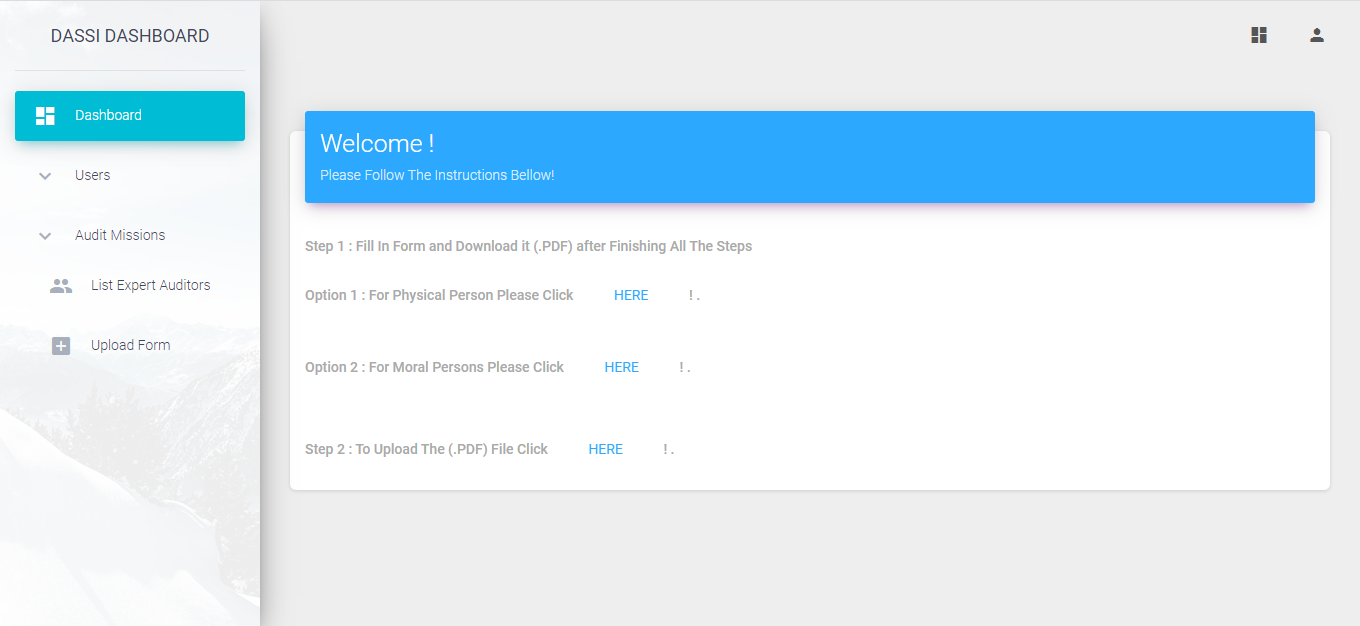 DASSI DASHBOARD
Dashboard
Users
Audit Missions
List Expert Auditors
Upload Form
Welcome !
Please Follow The Instructions Bellow!
Step 1 : Fill In Form and Download it (.PDF) after Finishing All The Steps
Option 1 : For Physical Person Please Click HERE ! .
Option 2 : For Moral Persons Please Click HERE ! .
Step 2 : To Upload The (.PDF) File Click HERE ! .